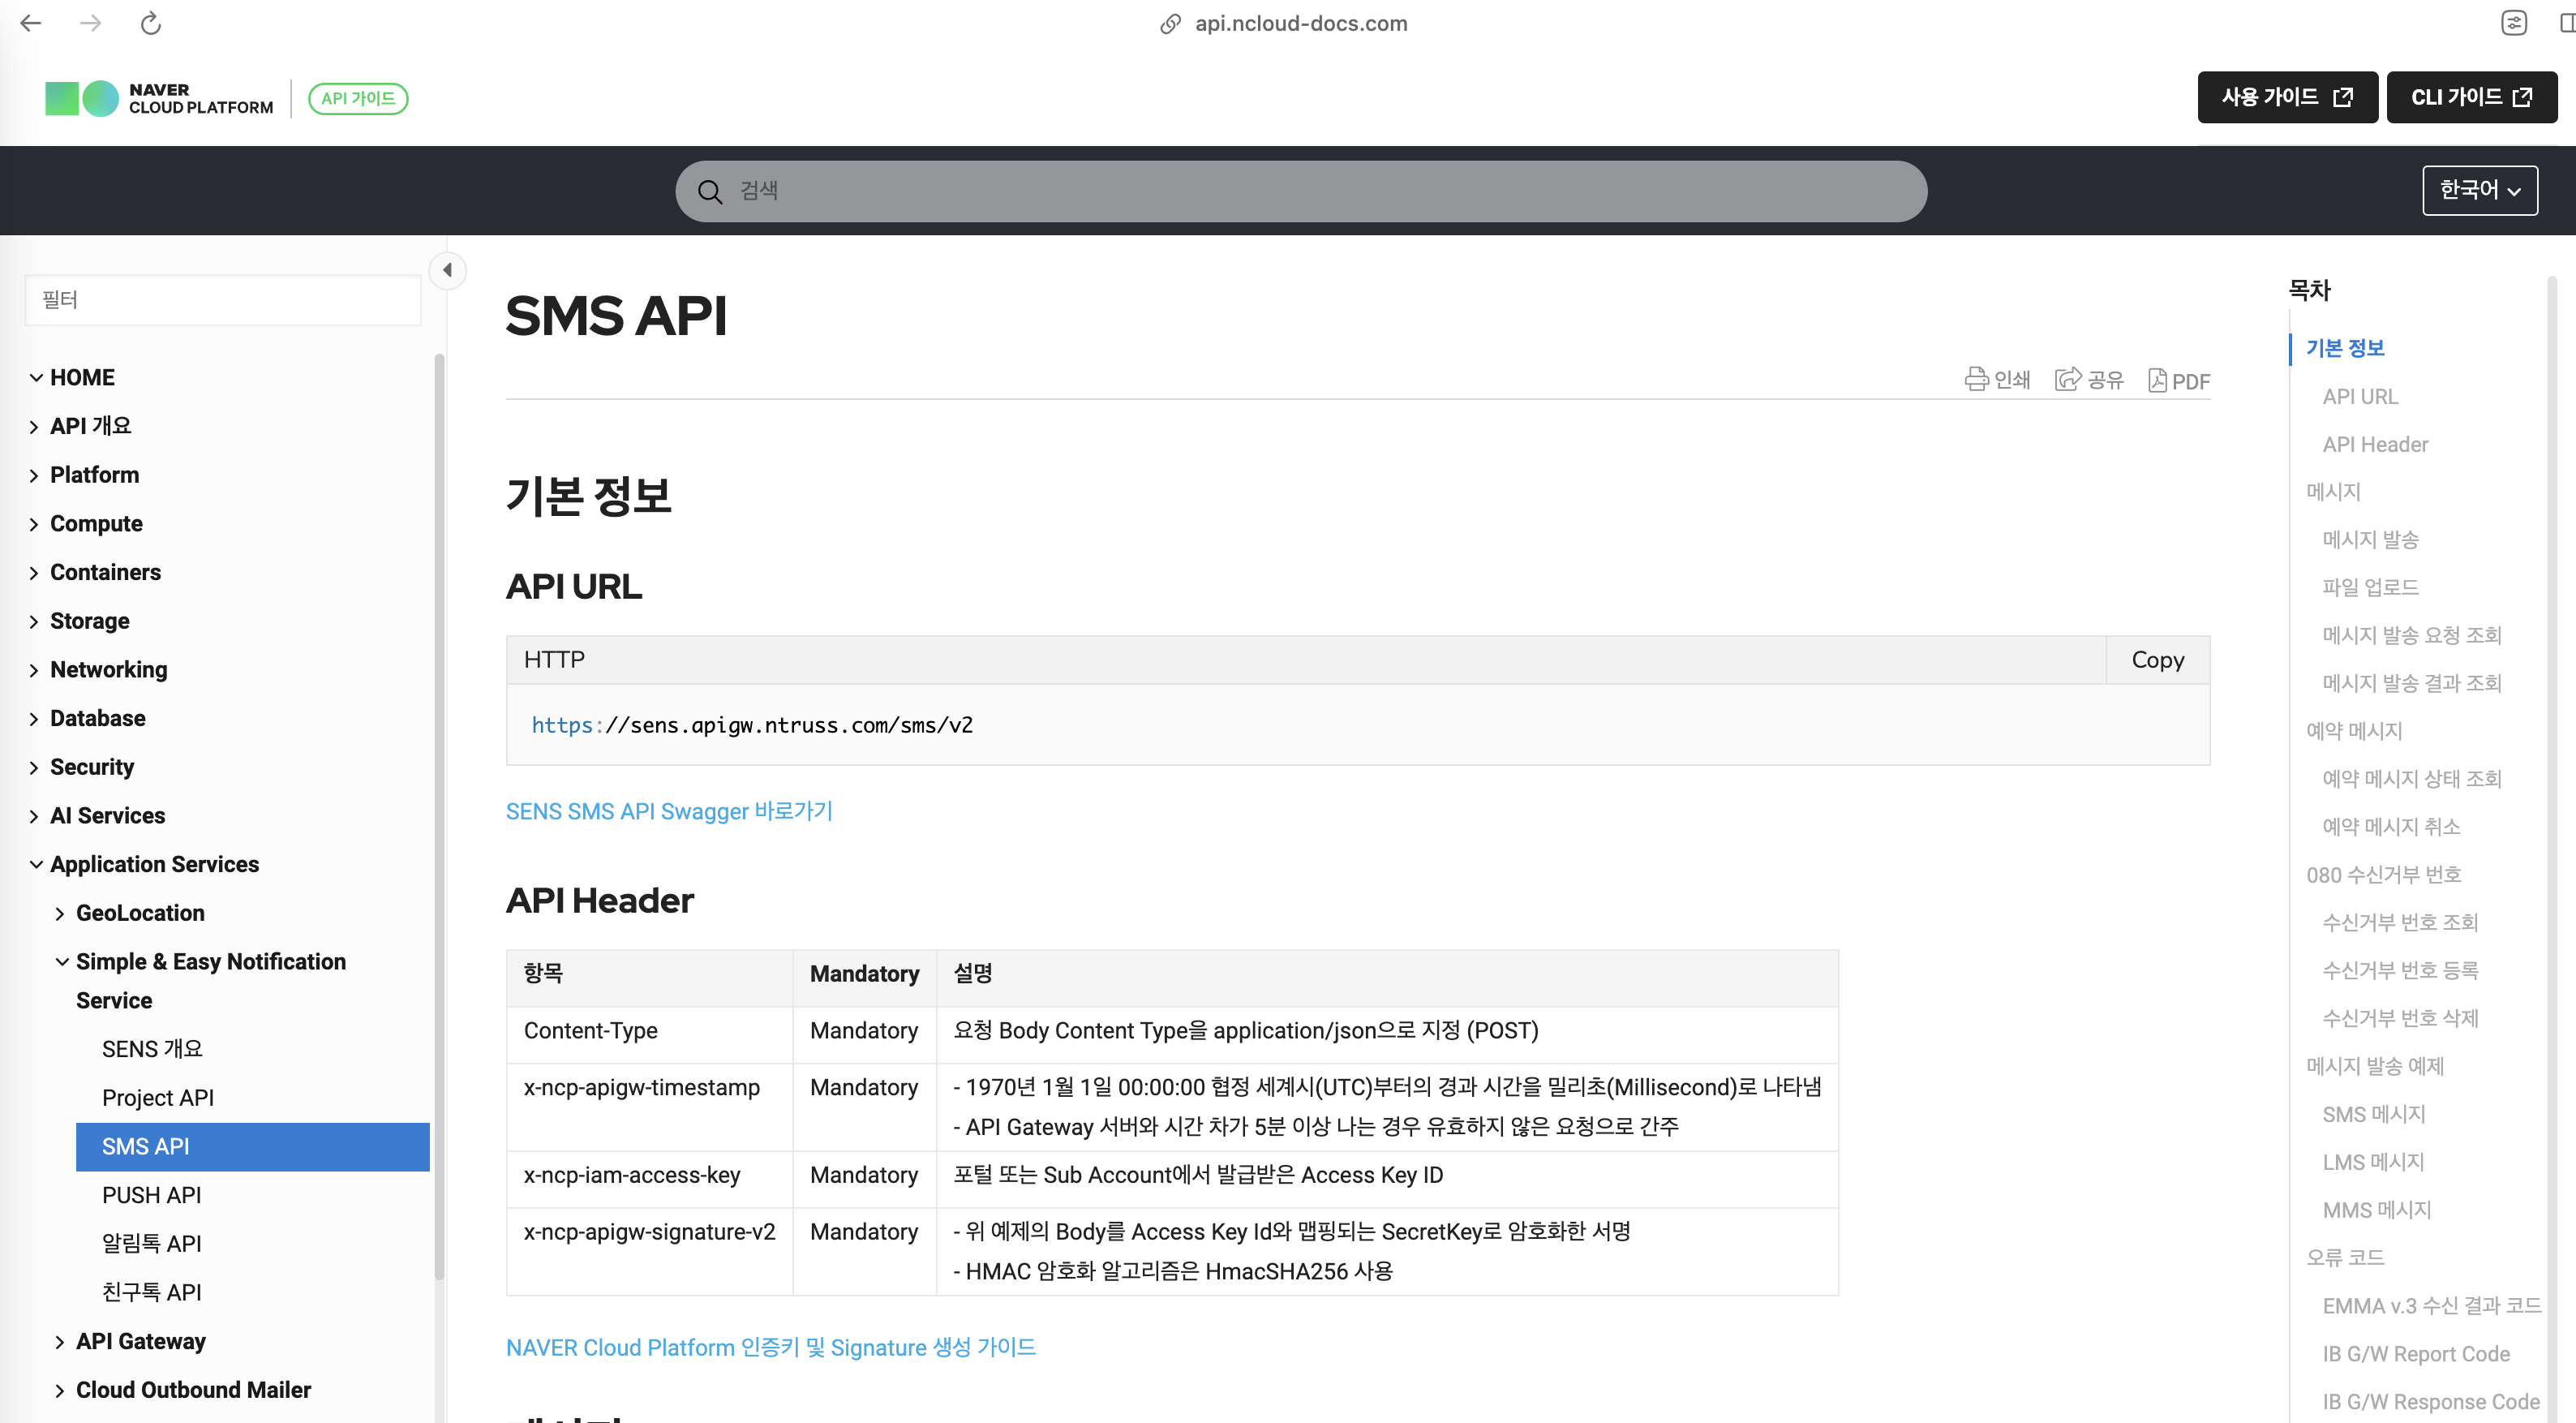 api.ncloud-docs.com
NAVER
CLOUD PLATFORM
API 가이드
사용 가이드
CLI 가이드
검색
한국어
필터
HOME
API 개요
Platform
Compute
Containers
Storage
Networking
Database
Security
AI Services
Application Services
GeoLocation
Simple & Easy Notification
Service
SENS 개요
Project API
SMS API
PUSH API
알림톡 API
친구톡 API
API Gateway
Cloud Outbound Mailer
SMS API
인쇄 공유 PDF
기본 정보
API URL
HTTP Copy
https://sens.apigw.ntruss.com/sms/v2
SENS SMS API Swagger 바로가기
API Header
항목 Mandatory 설명
Content-Type Mandatory 요청 Body Content Type을 application/json으로 지정 (POST)
x-ncp-apigw-timestamp Mandatory - 1970년 1월 1일 00:00:00 협정 세계시(UTC)부터의 경과 시간을 밀리초(Millisecond)로 나타냄
- API Gateway 서버와 시간 차가 5분 이상 나는 경우 유효하지 않은 요청으로 간주
x-ncp-iam-access-key Mandatory 포털 또는 Sub Account에서 발급받은 Access Key ID
x-ncp-apigw-signature-v2 Mandatory - 위 예제의 Body를 Access Key Id와 맵핑되는 SecretKey로 암호화한 서명
- HMAC 암호화 알고리즘은 HmacSHA256 사용
NAVER Cloud Platform 인증키 및 Signature 생성 가이드
목차
기본 정보
API URL
API Header
메시지
메시지 발송
파일 업로드
메시지 발송 요청 조회
메시지 발송 결과 조회
예약 메시지
예약 메시지 상태 조회
예약 메시지 취소
080 수신거부 번호
수신거부 번호 조회
수신거부 번호 등록
수신거부 번호 삭제
메시지 발송 예제
SMS 메시지
LMS 메시지
MMS 메시지
오류 코드
EMMA v.3 수신 결과 코드
IB G/W Report Code
IB G/W Response Code